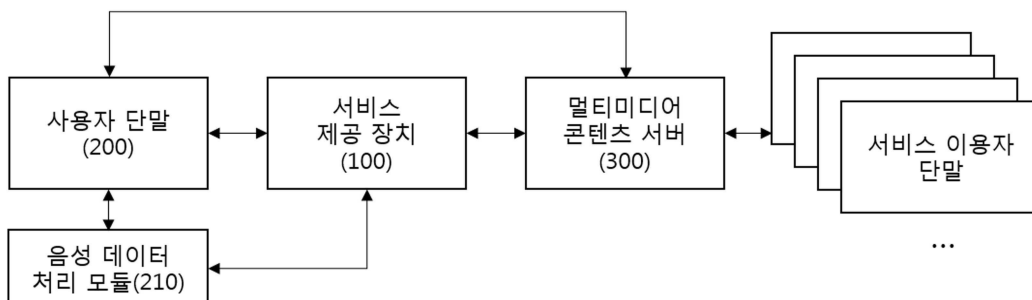 사용자 단말
(200)
서비스
제공 장치
(100)
멀티미디어
콘텐츠 서버
(300)
서비스 이용자
단말
...
음성 데이터
처리 모듈(210)